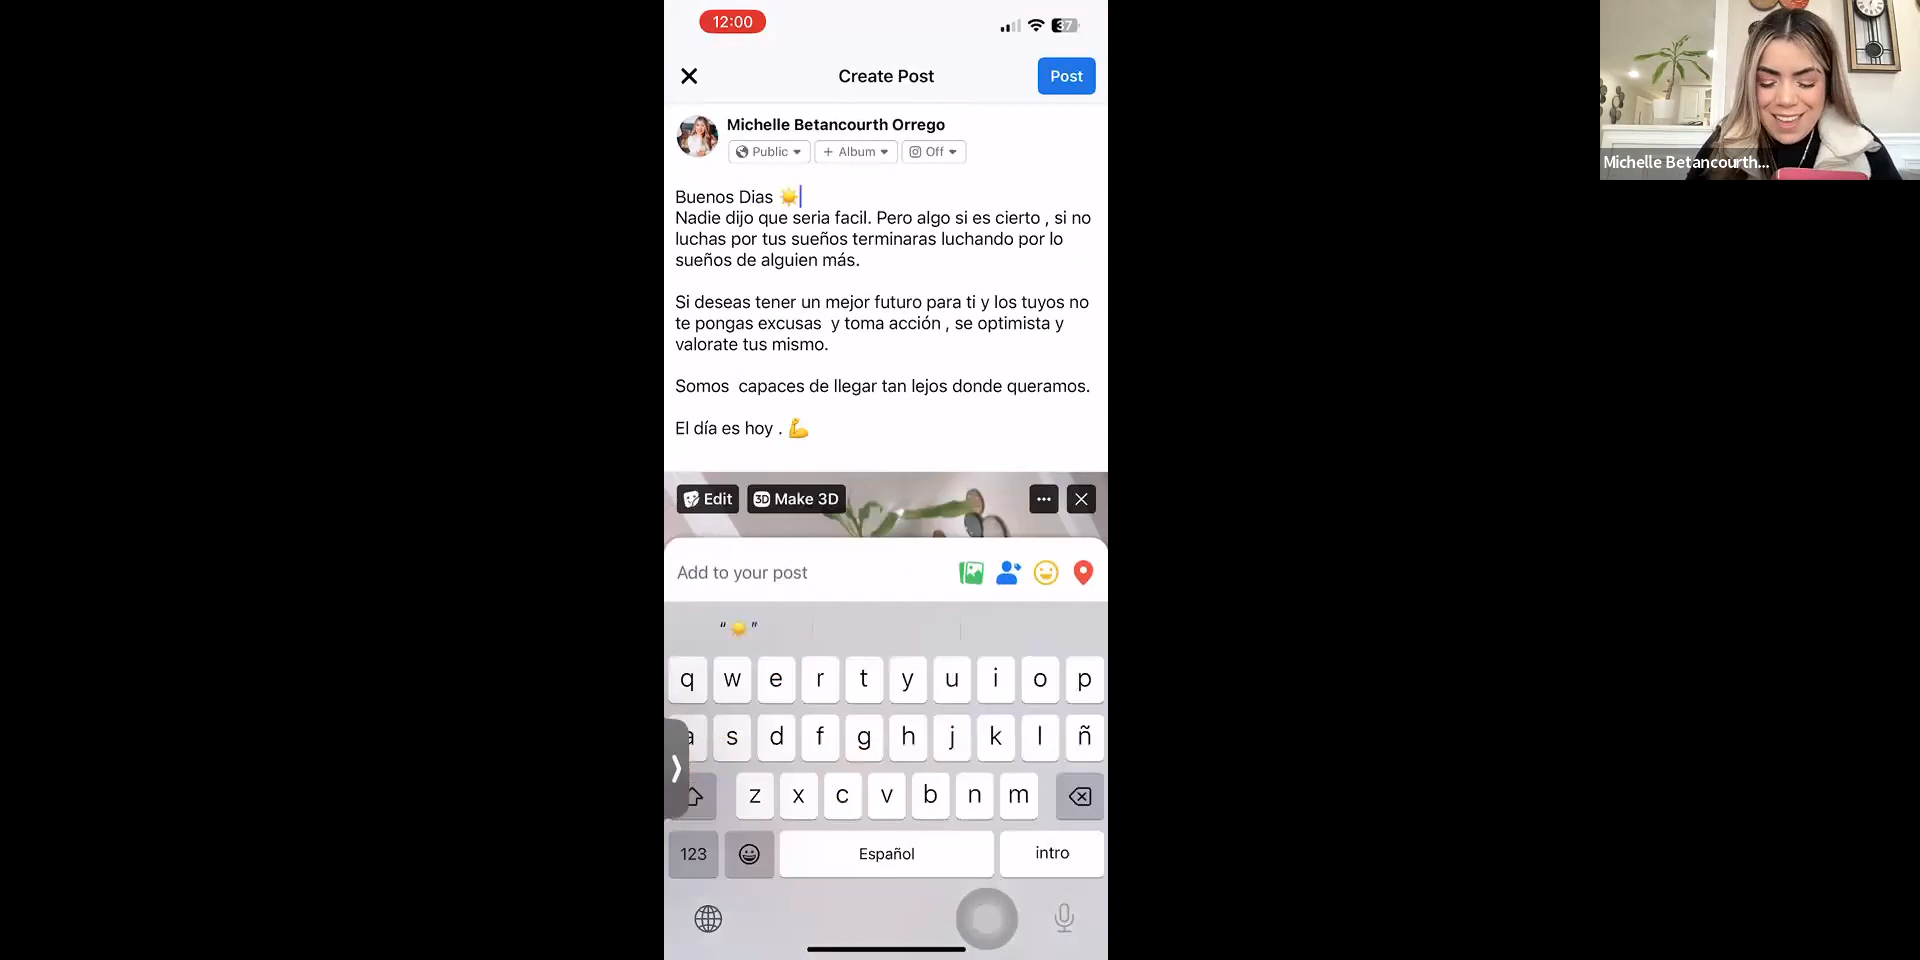 12:00
37
Create Post
Post
Michelle Betancourth Orrego
Public
+ Album
Off
Buenos Dias ☀️
Nadie dijo que seria facil. Pero algo si es cierto , si no
luchas por tus sueños terminaras luchando por lo
sueños de alguien más.
Si deseas tener un mejor futuro para ti y los tuyos no
te pongas excusas  y toma acción , se optimista y
valorate tus mismo.
Somos  capaces de llegar tan lejos donde queramos.
El día es hoy . 💪
Edit
3D Make 3D
Add to your post
“☀️”
q w e r t y u i o p
a s d f g h j k l ñ
z x c v b n m
123
Español
intro
Michelle Betancourth...